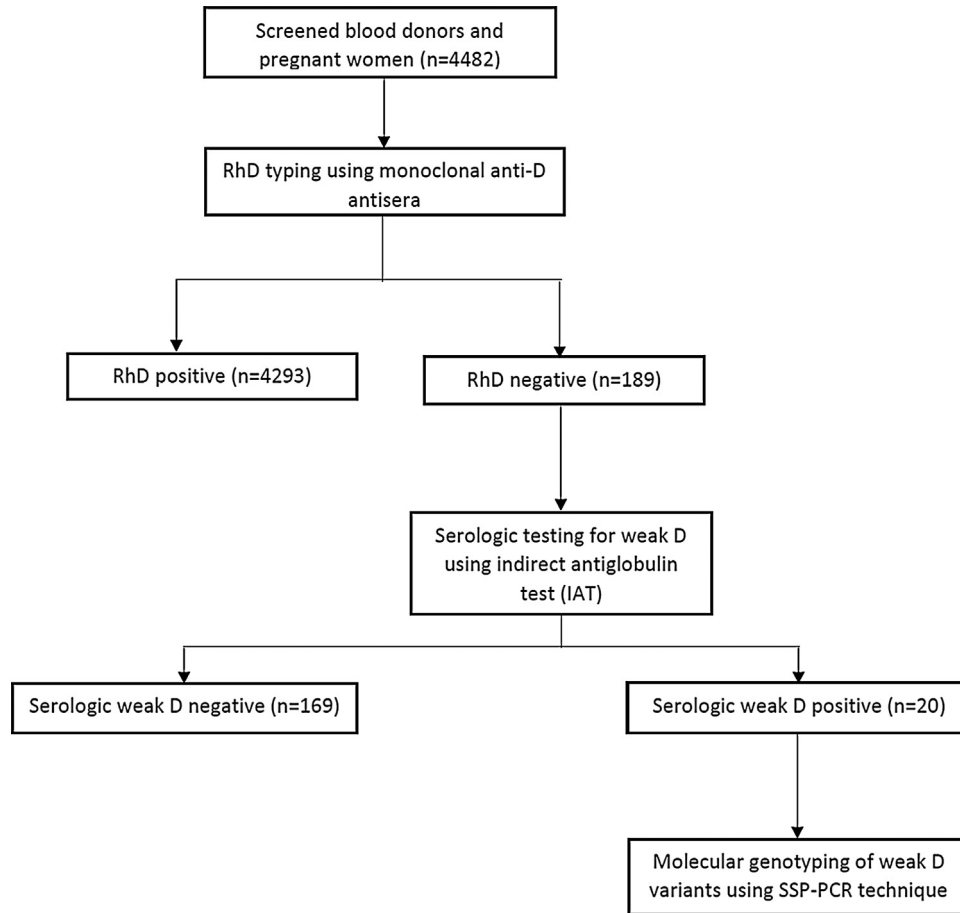 Screened blood donors and
pregnant women (n=4482)
RhD typing using monoclonal anti-D
antisera
RhD positive (n=4293)
RhD negative (n=189)
Serologic testing for weak D
using indirect antiglobulin
test (IAT)
Serologic weak D negative (n=169)
Serologic weak D positive (n=20)
Molecular genotyping of weak D
variants using SSP-PCR technique